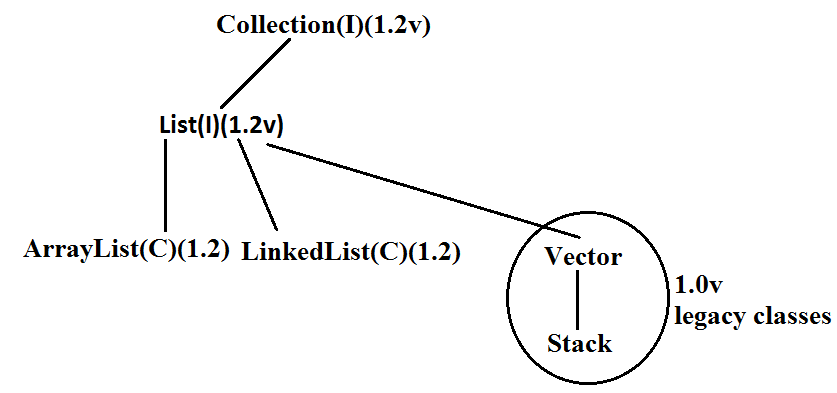 Collection(I)(1.2v)
List(I)(1.2v)
ArrayList(C)(1.2)
LinkedList(C)(1.2)
Vector
Stack
1.0v
legacy classes